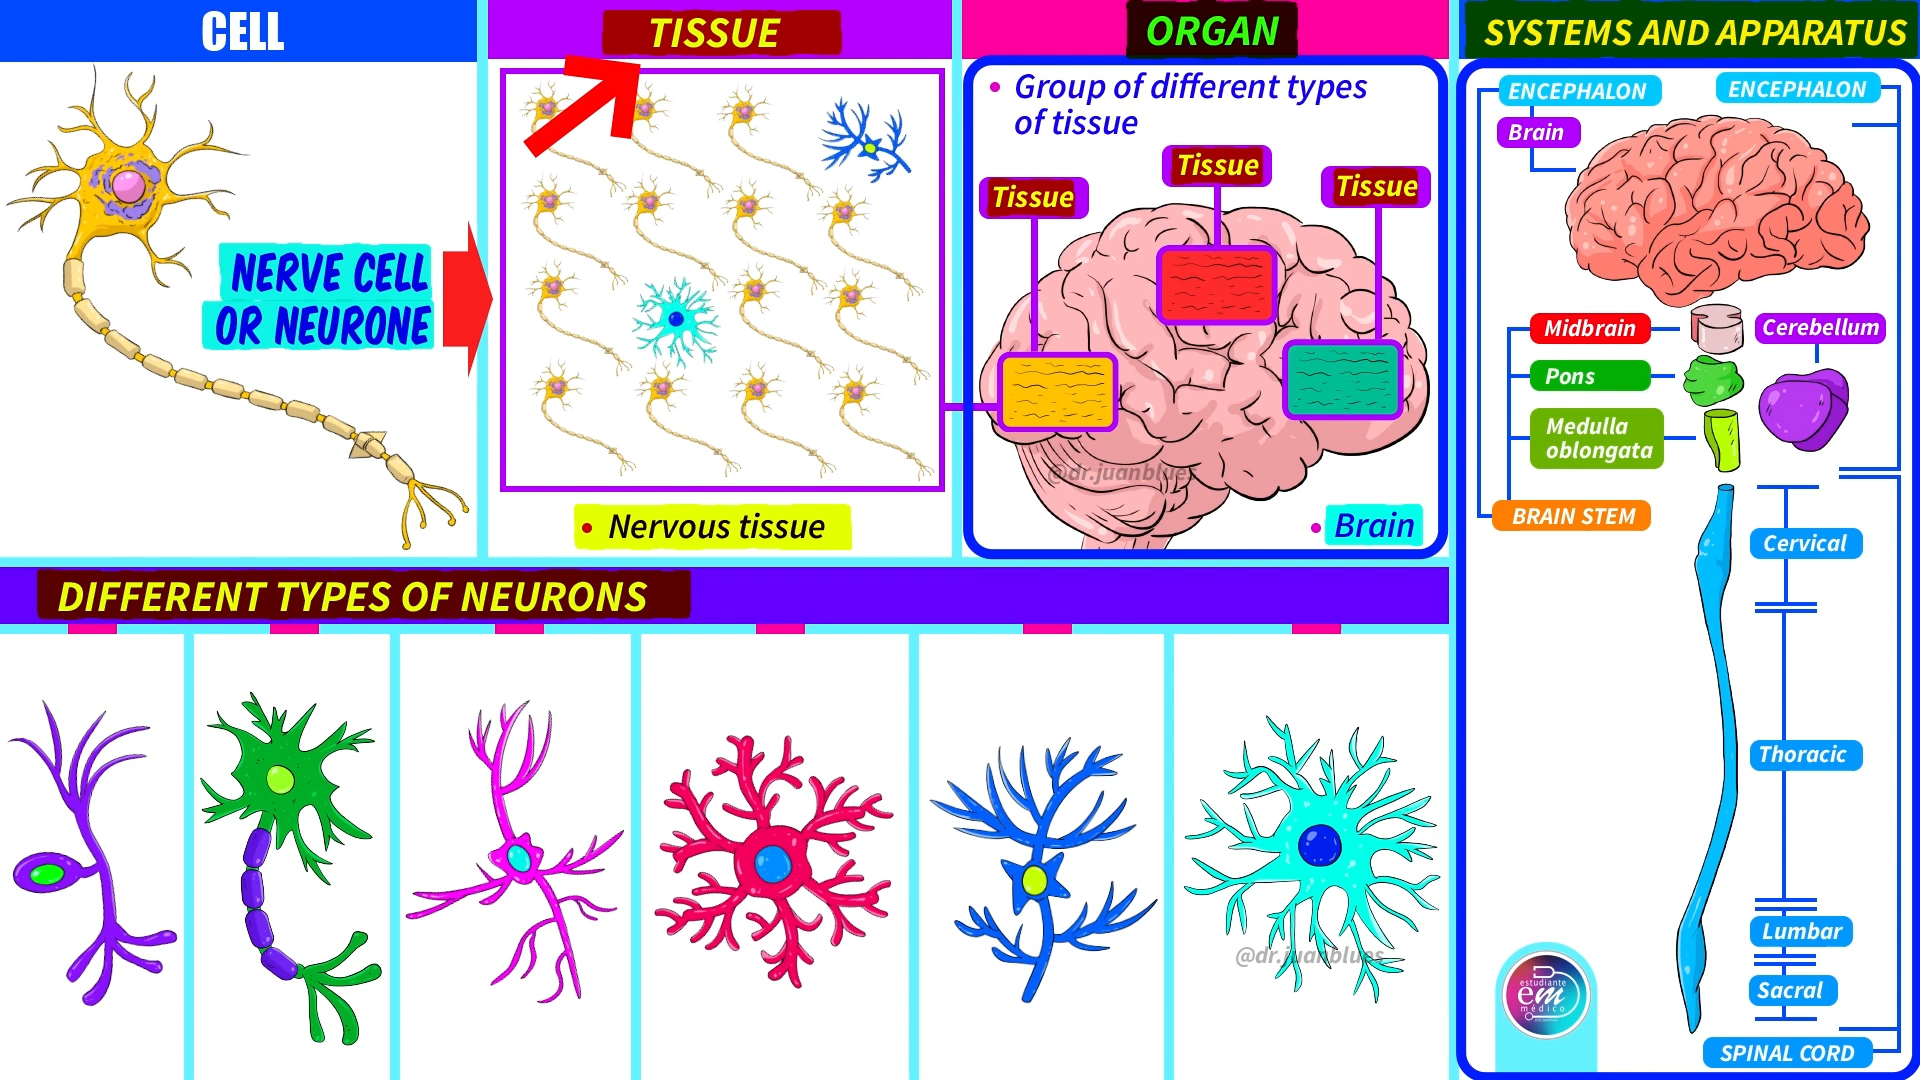 CELL
NERVE CELL
OR NEURONE
TISSUE
• Nervous tissue
ORGAN
• Group of different types
of tissue
Tissue
Tissue
Tissue
@dr.juanblues
• Brain
SYSTEMS AND APPARATUS
ENCEPHALON
ENCEPHALON
Brain
Midbrain
Cerebellum
Pons
Medulla
oblongata
BRAIN STEM
Cervical
Thoracic
Lumbar
Sacral
SPINAL CORD
DIFFERENT TYPES OF NEURONS
@dr.juanblues
estudiante
em
médico